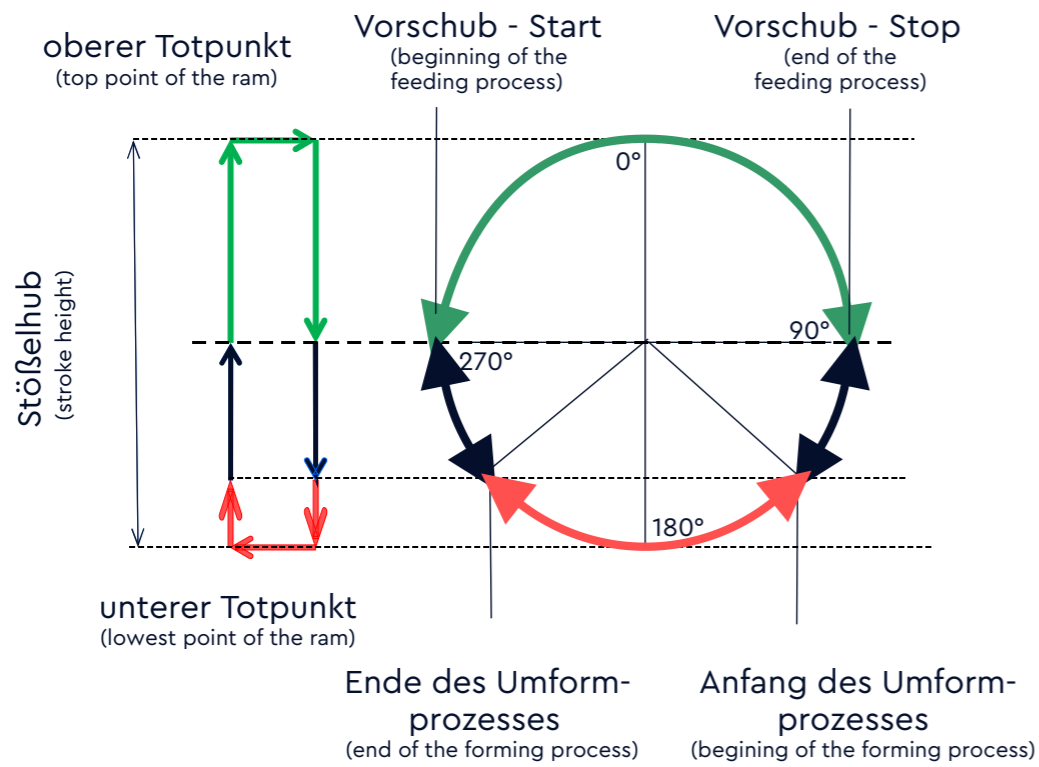 oberer Totpunkt
(top point of the ram)
Vorschub - Start
(beginning of the
feeding process)
Vorschub - Stop
(end of the
feeding process)
0°
90°
270°
180°
Stößelhub
(stroke height)
unterer Totpunkt
(lowest point of the ram)
Ende des Umform-
prozesses
(end of the forming process)
Anfang des Umform-
prozesses
(begining of the forming process)